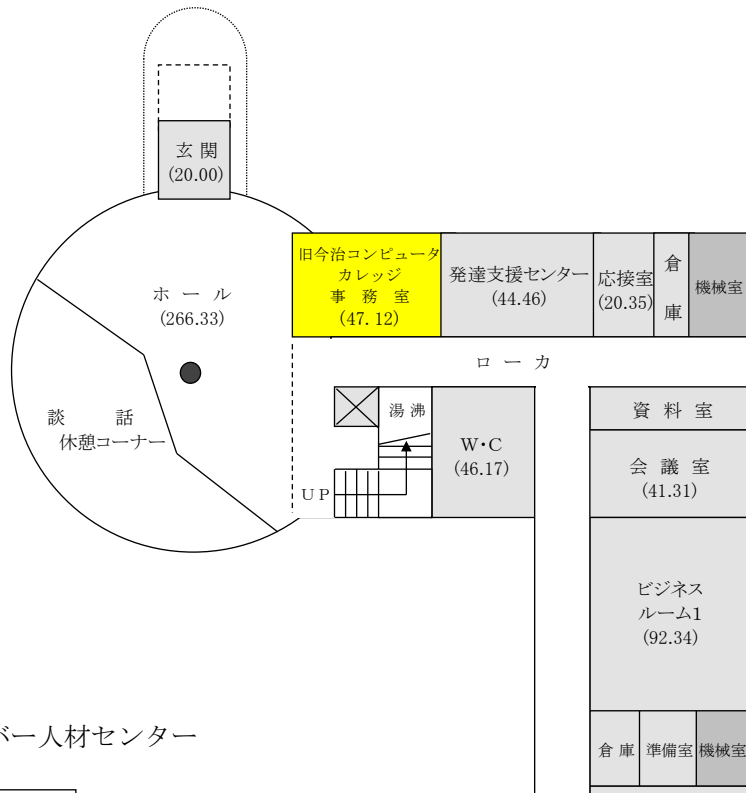 玄 関
(20.00)
旧今治コンピュータ
カレッジ
事 務 室
(47.12)
発達支援センター
(44.46)
応接室
(20.35)
倉
庫
機械室
ホ ー ル
(266.33)
ロ ー カ
談 話
休憩コーナー
湯 沸
W・C
(46.17)
UP
資 料 室
会 議 室
(41.31)
ビジネス
ルーム1
(92.34)
バー人材センター
倉 庫
準備室
機械室